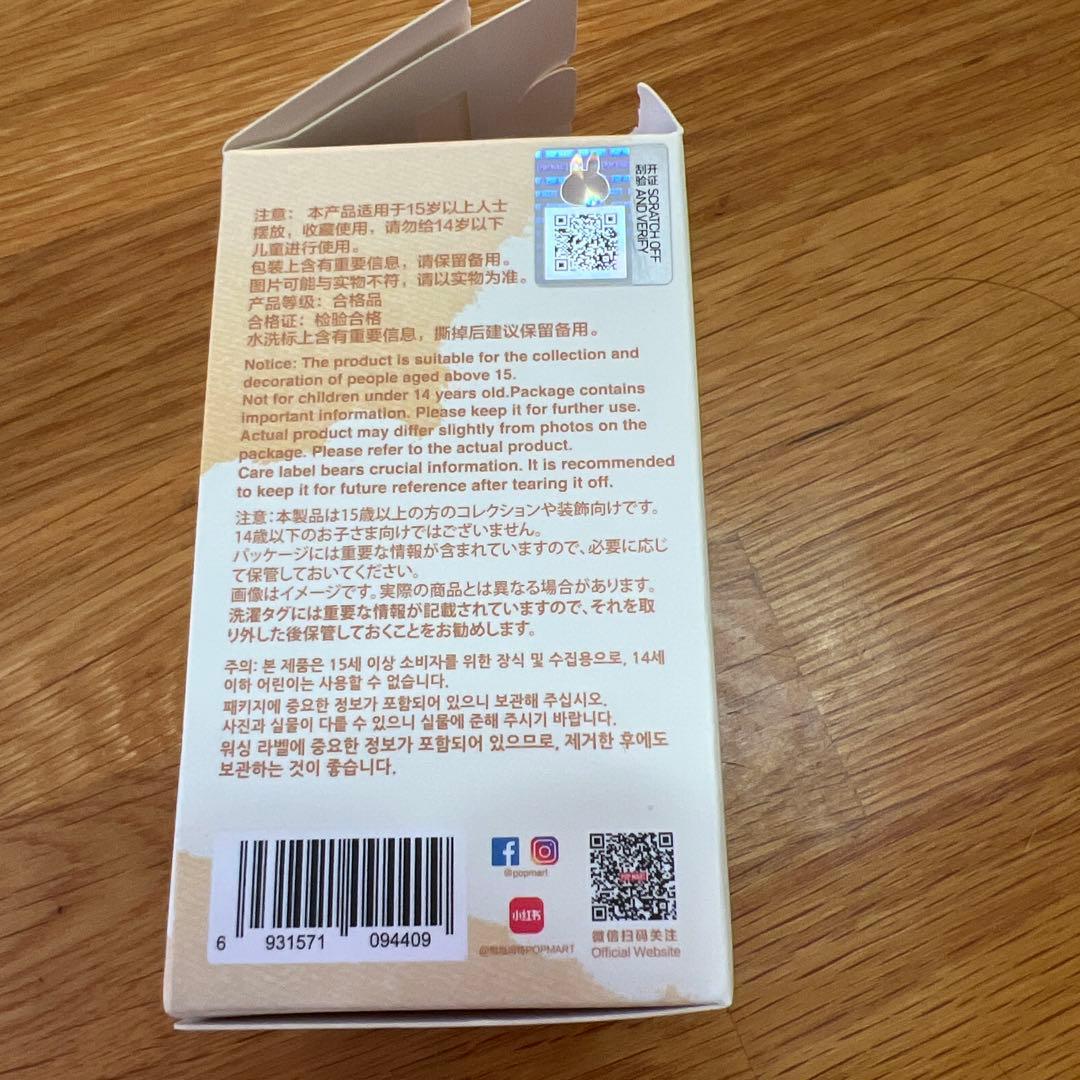 开证 SCRATCH OFF
刮验 AND VERIFY
注意： 本产品适用于15岁以上人士
摆放，收藏使用，请勿给14岁以下
儿童进行使用。
包装上含有重要信息，请保留备用。
图片可能与实物不符，请以实物为准。
产品等级：合格品
合格证：检验合格
水洗标上含有重要信息，撕掉后建议保留备用。
Notice: The product is suitable for the collection and
decoration of people aged above 15.
Not for children under 14 years old.Package contains
important information. Please keep it for further use.
Actual product may differ slightly from photos on the
package. Please refer to the actual product.
Care label bears crucial information. It is recommended
to keep it for future reference after tearing it off.
注意:本製品は15歳以上の方のコレクションや装飾向けです。
14歳以下のお子さま向けではございません。
パッケージには重要な情報が含まれていますので、必要に応じ
て保管しておいてください。
画像はイメージです。実際の商品とは異なる場合があります。
洗濯タグには重要な情報が記載されていますので、それを取
り外した後保管しておくことをお勧めします。
주의: 본 제품은 15세 이상 소비자를 위한 장식 및 수집용으로, 14세
이하 어린이는 사용할 수 없습니다.
패키지에 중요한 정보가 포함되어 있으니 보관해 주십시오.
사진과 실물이 다를 수 있으니 실물에 준해 주시기 바랍니다.
워싱 라벨에 중요한 정보가 포함되어 있으므로, 제거한 후에도
보관하는 것이 좋습니다.
@popmart
小红书
POPMART
POP MART
微信扫码关注
Official Website
6 931571 094409